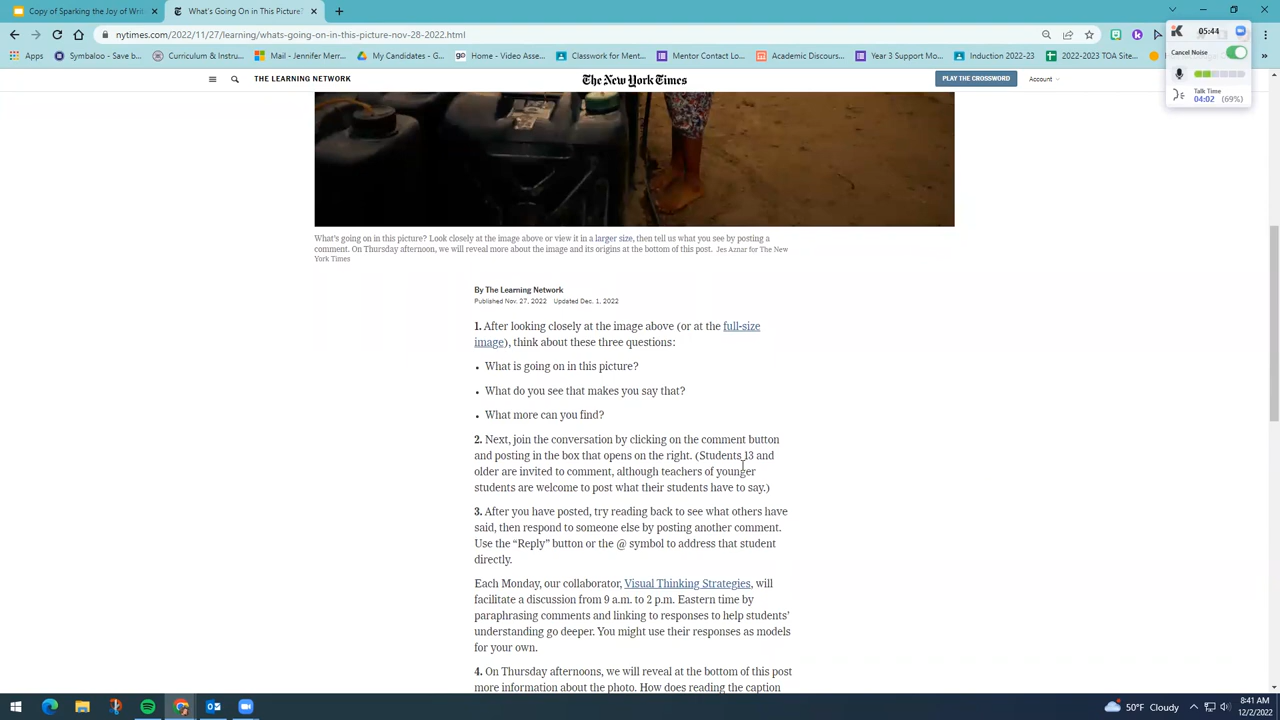 Copy of Sparking the Journe
What's Going On in This Picture?
nytimes.com/2022/11/27/learning/whats-going-on-in-this-picture-nov-28-2022.html
05:44
Apps
Symbaloo - Save b...
Curriculum & Instru...
Mail - Jennifer Merr...
My Candidates - G...
Home - Video Asse...
Classwork for Ment...
Mentor Contact Lo...
Academic Discours...
Year 3 Support Mo...
Induction 2022-23
2022-2023 TOA Site...
Cancel Noise
THE LEARNING NETWORK
The New York Times
PLAY THE CROSSWORD
Account
Talk Time
04:02 (69%)
What's going on in this picture? Look closely at the image above or view it in a larger size, then tell us what you see by posting a
comment. On Thursday afternoon, we will reveal more about the image and its origins at the bottom of this post. Jes Aznar for The New
York Times
By The Learning Network
Published Nov. 27, 2022 Updated Dec. 1, 2022
1. After looking closely at the image above (or at the full-size
image), think about these three questions:
• What is going on in this picture?
• What do you see that makes you say that?
• What more can you find?
2. Next, join the conversation by clicking on the comment button
and posting in the box that opens on the right. (Students 13 and
older are invited to comment, although teachers of younger
students are welcome to post what their students have to say.)
3. After you have posted, try reading back to see what others have
said, then respond to someone else by posting another comment.
Use the “Reply” button or the @ symbol to address that student
directly.
Each Monday, our collaborator, Visual Thinking Strategies, will
facilitate a discussion from 9 a.m. to 2 p.m. Eastern time by
paraphrasing comments and linking to responses to help students’
understanding go deeper. You might use their responses as models
for your own.
4. On Thursday afternoons, we will reveal at the bottom of this post
more information about the photo. How does reading the caption
50°F Cloudy
8:41 AM
12/2/2022